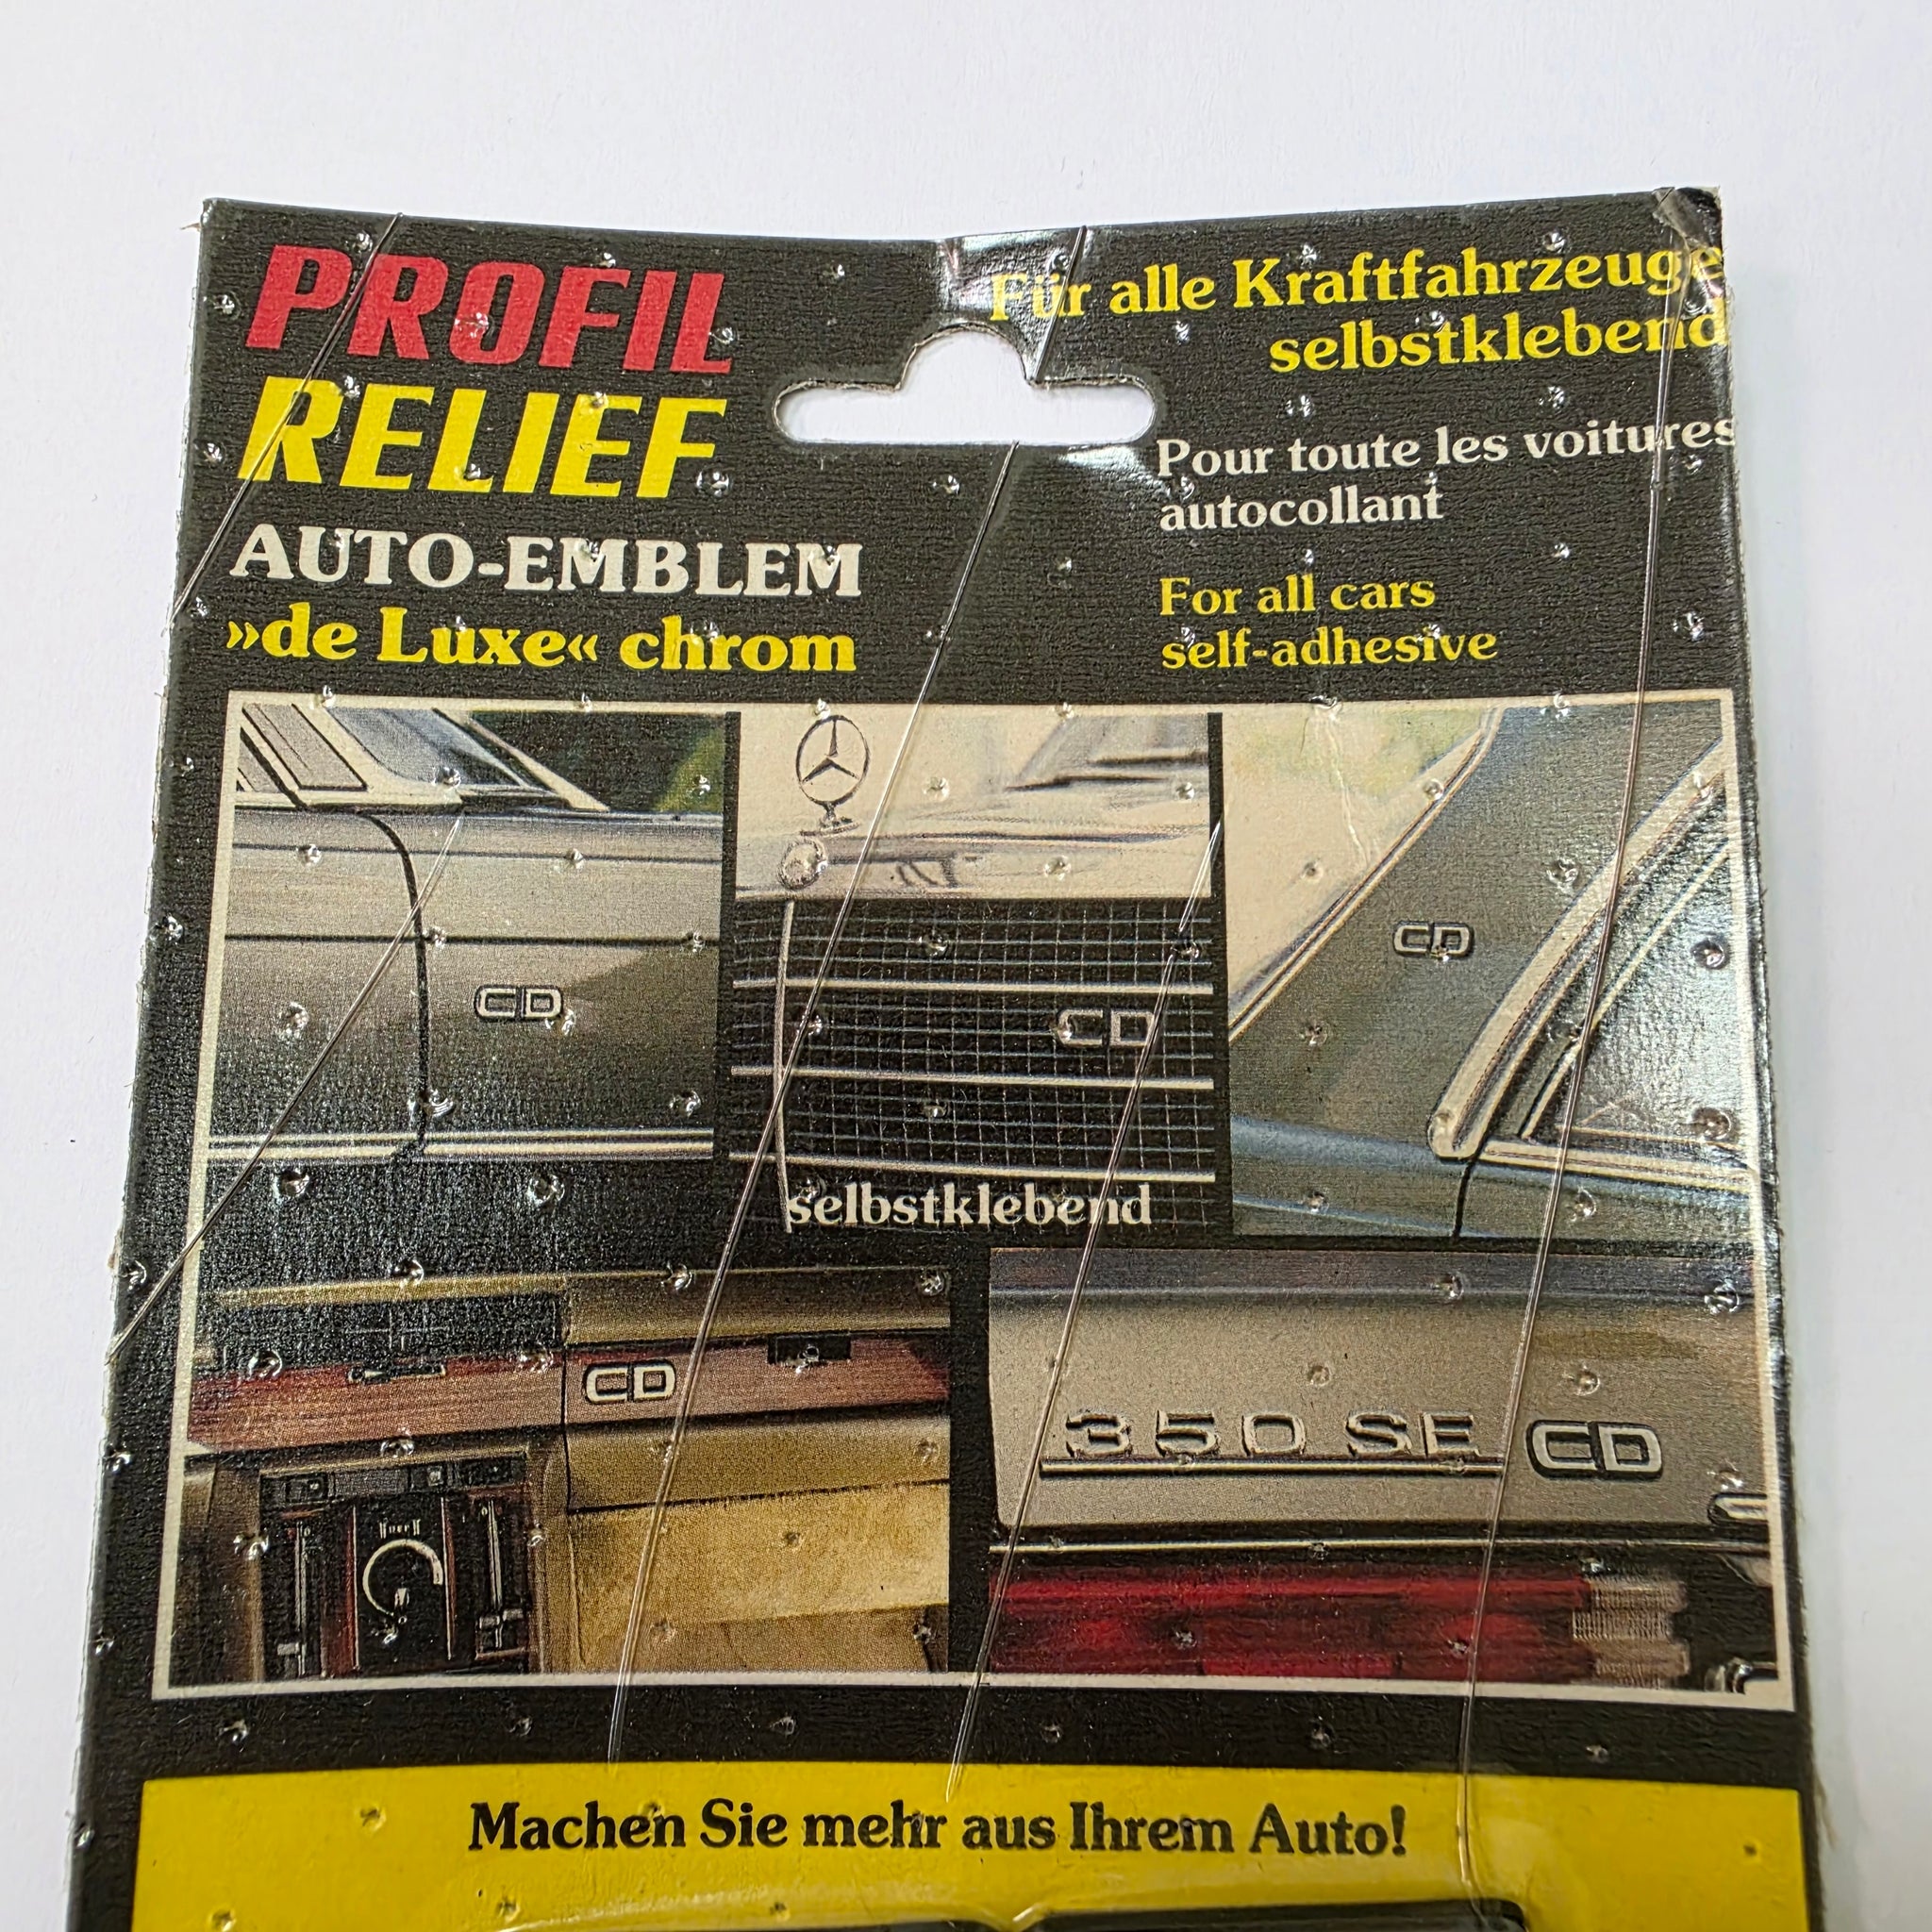 PROFIL
RELIEF
AUTO-EMBLEM
»de Luxe« chrom
Für alle Kraftfahrzeuge
selbstklebend
Pour toute les voitures
autocollant
For all cars
self-adhesive
CD
CD
CD
selbstklebend
CD
350 SE CD
Machen Sie mehr aus Ihrem Auto!